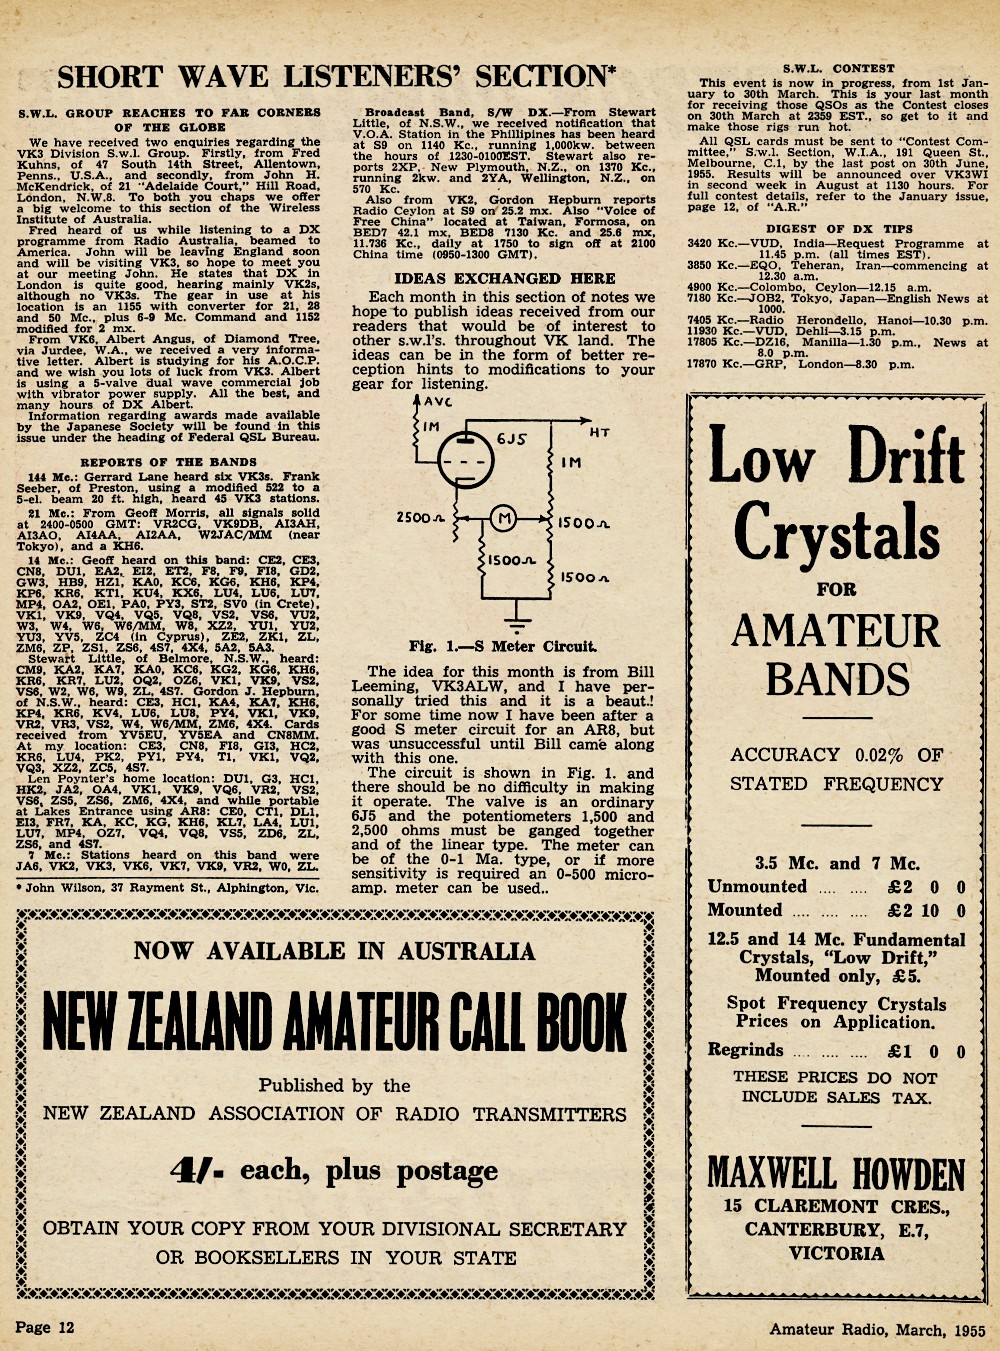 SHORT WAVE LISTENERS' SECTION*
S.W.L. GROUP REACHES TO FAR CORNERS
OF THE GLOBE
We have received two enquiries regarding the
VK3 Division S.w.l. Group. Firstly, from Fred
Kuhns, of 47 South 14th Street, Allentown,
Penns., U.S.A., and secondly, from John H.
McKendrick, of 21 "Adelaide Court," Hill Road,
London, N.W.8. To both you chaps we offer
a big welcome to this section of the Wireless
Institute of Australia.
Fred heard of us while listening to a DX
programme from Radio Australia, beamed to
America. John will be leaving England soon
and will be visiting VK3, so hope to meet you
at our meeting John. He states that DX in
London is quite good, hearing mainly VK2s,
although no VK3s. The gear in use at his
location is an 1155 with converter for 21, 28
and 50 Mc., plus 6-9 Mc. Command and 1152
modified for 2 mx.
From VK6, Albert Angus, of Diamond Tree,
via Jurdee, W.A., we received a very informa-
tive letter. Albert is studying for his A.O.C.P.
and we wish you lots of luck from VK3. Albert
is using a 5-valve dual wave commercial job
with vibrator power supply. All the best, and
many hours of DX Albert.
Information regarding awards made available
by the Japanese Society will be found in this
issue under the heading of Federal QSL Bureau.
REPORTS OF THE BANDS
144 Mc.: Gerrard Lane heard six VK3s. Frank
Seeber, of Preston, using a modified 522 to a
5-el. beam 20 ft. high, heard 45 VK3 stations.
21 Mc.: From Geoff Morris, all signals solid
at 2400-0500 GMT: VR2CG, VK9DB, AI3AH,
AI3AO, AI4AA, AI2AA, W2JAC/MM (near
Tokyo), and a KH6.
14 Mc.: Geoff heard on this band: CE2, CE3,
CN8, DU1, EA2, EI2, ET2, F8, F9, FI8, GD2,
GW3, HB9, HZ1, KA0, KC6, KG6, KH6, KP4,
KP6, KR6, KT1, KU4, KX6, LU4, LU6, LU7,
MP4, OA2, OE1, PA0, PY3, ST2, SV0 (in Crete),
VK1, VK9, VQ4, VQ5, VQ8, VS2, VS6, VU2,
W3, W4, W6, W6/MM, W8, XZ2, YU1, YU2,
YU3, YV5, ZC4 (in Cyprus), ZE2, ZK1, ZL,
ZM6, ZP, ZS1, ZS6, 4S7, 4X4, 5A2, 5A3.
Stewart Little, of Belmore, N.S.W., heard:
CM9, KA2, KA7, KA0, KC6, KG2, KG6, KH6,
KR6, KR7, LU2, OQ2, OZ6, VK1, VK9, VS2,
VS6, W2, W6, W9, ZL, 4S7. Gordon J. Hepburn,
of N.S.W., heard: CE3, HC1, KA4, KA7, KH6,
KP4, KR6, KV4, LU6, LU8, PY4, VK1, VK9,
VR2, VR3, VS2, W4, W6/MM, ZM6, 4X4. Cards
received from YV5EU, YV5EA and CN8MM.
At my location: CE3, CN8, FI8, GI3, HC2,
KR6, LU4, PK2, PY1, PY4, T1, VK1, VQ2,
VQ3, XZ2, ZC5, 4S7.
Len Poynter's home location: DU1, G3, HC1,
HK2, JA2, OA4, VK1, VK9, VQ6, VR2, VS2,
VS6, ZS5, ZS6, ZM6, 4X4, and while portable
at Lakes Entrance using AR8: CE0, CT1, DL1,
EI3, FR7, KA, KC, KG, KH6, KL7, LA4, LU1,
LU7, MP4, OZ7, VQ4, VQ8, VS5, ZD6, ZL,
ZS6, and 4S7.
7 Mc.: Stations heard on this band were
JA6, VK2, VK3, VK6, VK7, VK9, VR2, W0, ZL.
* John Wilson, 37 Rayment St., Alphington, Vic.
Broadcast Band, S/W DX.—From Stewart
Little, of N.S.W., we received notification that
V.O.A. Station in the Phillipines has been heard
at S9 on 1140 Kc., running 1,000kw. between
the hours of 1230-0100EST. Stewart also re-
ports 2XP, New Plymouth, N.Z., on 1370 Kc.,
running 2kw. and 2YA, Wellington, N.Z., on
570 Kc.
Also from VK2, Gordon Hepburn reports
Radio Ceylon at S9 on 25.2 mx. Also "Voice of
Free China" located at Taiwan, Formosa, on
BED7 42.1 mx, BED8 7130 Kc. and 25.6 mx,
11.736 Kc., daily at 1750 to sign off at 2100
China time (0950-1300 GMT).
IDEAS EXCHANGED HERE
Each month in this section of notes we
hope to publish ideas received from our
readers that would be of interest to
other s.w.l's. throughout VK land. The
ideas can be in the form of better re-
ception hints to modifications to your
gear for listening.
AVC
1M
6J5
HT
1M
2500Ω
M
1500Ω
1500Ω
1500Ω
Fig. 1.—S Meter Circuit.
The idea for this month is from Bill
Leeming, VK3ALW, and I have per-
sonally tried this and it is a beaut.!
For some time now I have been after a
good S meter circuit for an AR8, but
was unsuccessful until Bill came along
with this one.
The circuit is shown in Fig. 1. and
there should be no difficulty in making
it operate. The valve is an ordinary
6J5 and the potentiometers 1,500 and
2,500 ohms must be ganged together
and of the linear type. The meter can
be of the 0-1 Ma. type, or if more
sensitivity is required an 0-500 micro-
amp. meter can be used..
S.W.L. CONTEST
This event is now in progress, from 1st Jan-
uary to 30th March. This is your last month
for receiving those QSOs as the Contest closes
on 30th March at 2359 EST., so get to it and
make those rigs run hot.
All QSL cards must be sent to "Contest Com-
mittee," S.w.l. Section, W.I.A., 191 Queen St.,
Melbourne, C.1, by the last post on 30th June,
1955. Results will be announced over VK3WI
in second week in August at 1130 hours. For
full contest details, refer to the January issue,
page 12, of "A.R."
DIGEST OF DX TIPS
3420 Kc.—VUD, India—Request Programme at
11.45 p.m. (all times EST).
3850 Kc.—EQO, Teheran, Iran—commencing at
12.30 a.m.
4900 Kc.—Colombo, Ceylon—12.15 a.m.
7180 Kc.—JOB2, Tokyo, Japan—English News at
1000.
7405 Kc.—Radio Herondello, Hanoi—10.30 p.m.
11930 Kc.—VUD, Dehli—3.15 p.m.
17805 Kc.—DZ16, Manilla—1.30 p.m., News at
8.0 p.m.
17870 Kc.—GRP, London—8.30 p.m.
Low Drift
Crystals
FOR
AMATEUR
BANDS
ACCURACY 0.02% OF
STATED FREQUENCY
3.5 Mc. and 7 Mc.
Unmounted .... .... £2 0 0
Mounted .... .... .... £2 10 0
12.5 and 14 Mc. Fundamental
Crystals, "Low Drift,"
Mounted only, £5.
Spot Frequency Crystals
Prices on Application.
Regrinds .... .... .... £1 0 0
THESE PRICES DO NOT
INCLUDE SALES TAX.
MAXWELL HOWDEN
15 CLAREMONT CRES.,
CANTERBURY, E.7,
VICTORIA
NOW AVAILABLE IN AUSTRALIA
NEW ZEALAND AMATEUR CALL BOOK
Published by the
NEW ZEALAND ASSOCIATION OF RADIO TRANSMITTERS
4/- each, plus postage
OBTAIN YOUR COPY FROM YOUR DIVISIONAL SECRETARY
OR BOOKSELLERS IN YOUR STATE
Page 12
Amateur Radio, March, 1955